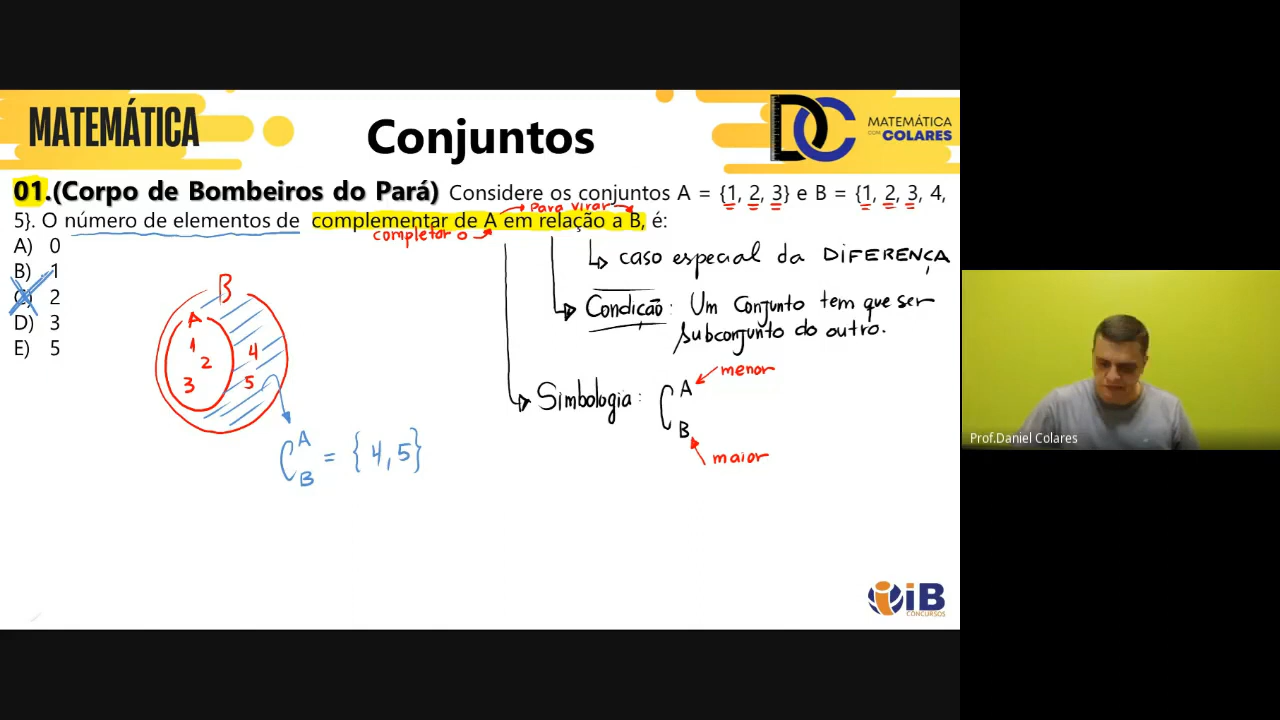 MATEMÁTICA
Conjuntos
DC
MATEMÁTICA
COM
COLARES
01.(Corpo de Bombeiros do Pará) Considere os conjuntos A = {1, 2, 3} e B = {1, 2, 3, 4,
Para virar
5}. O número de elementos de complementar de A em relação a B, é:
completar o
A) 0
B) 1
C) 2
D) 3
E) 5
caso especial da DIFERENÇA
Condição: Um conjunto tem que ser
subconjunto do outro.
Simbologia: C A B
menor
maior
B
A
1
2
3
4
5
C A B = {4,5}
Prof.Daniel Colares
iB
CONCURSOS